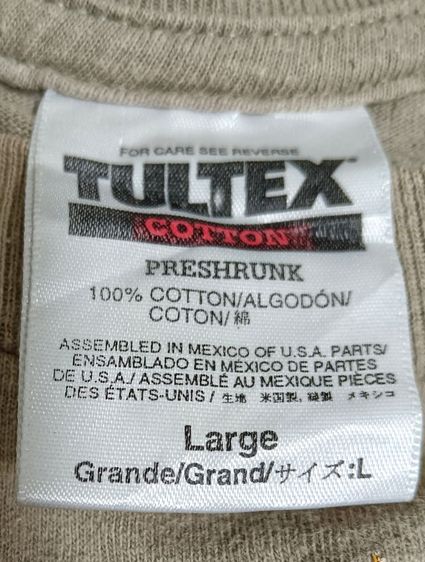 FOR CARE SEE REVERSE
TULTEX™
COTTON
PRESHRUNK
100% COTTON/ALGODÓN/
COTON/綿
ASSEMBLED IN MEXICO OF U.S.A. PARTS/
ENSAMBLADO EN MÉXICO DE PARTES
DE U.S.A./ASSEMBLÉ AU MEXIQUE PIÈCES
DES ÉTATS-UNIS/生地 米国製, 縫製 メキシコ
Large
Grande/Grand/サイズ:L